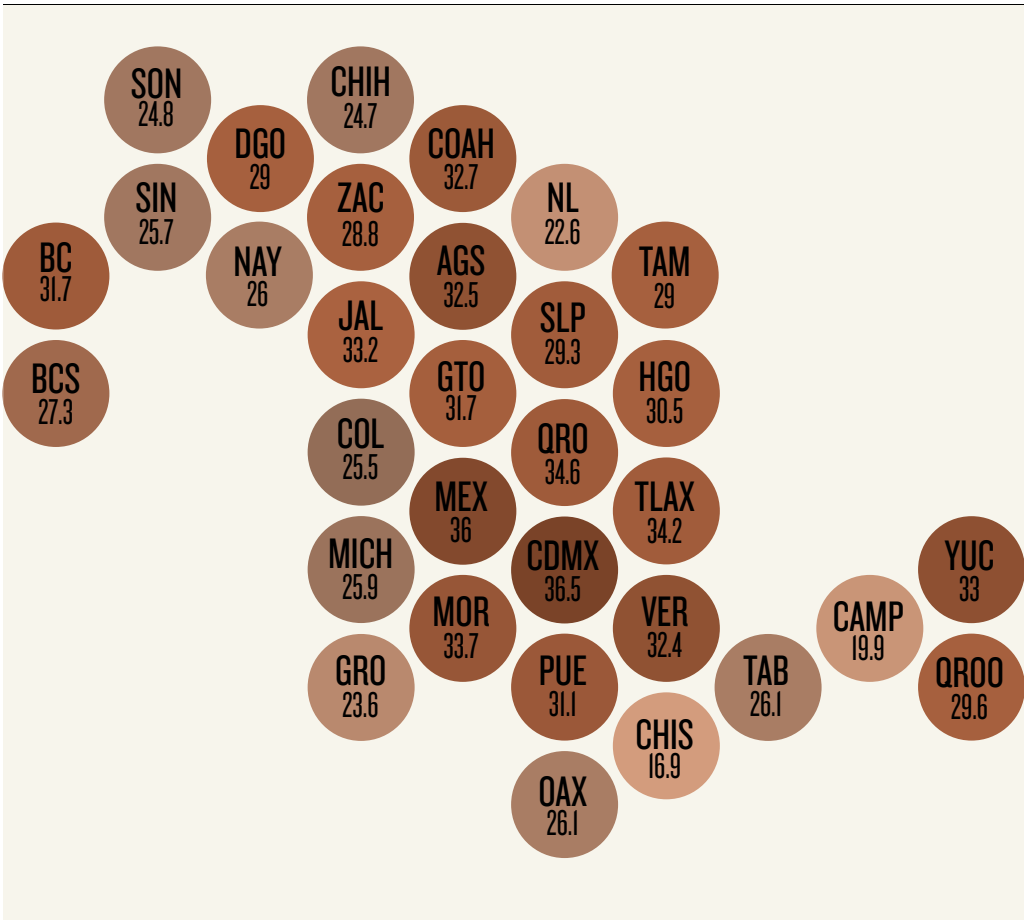 SON
24.8
CHIH
24.7
DGO
29
COAH
32.7
SIN
25.7
ZAC
28.8
NL
22.6
BC
31.7
NAY
26
AGS
32.5
TAM
29
JAL
33.2
SLP
29.3
BCS
27.3
GTO
31.7
HGO
30.5
COL
25.5
QRO
34.6
MEX
36
TLAX
34.2
MICH
25.9
CDMX
36.5
YUC
33
MOR
33.7
VER
32.4
CAMP
19.9
GRO
23.6
PUE
31.1
TAB
26.1
QROO
29.6
CHIS
16.9
OAX
26.1